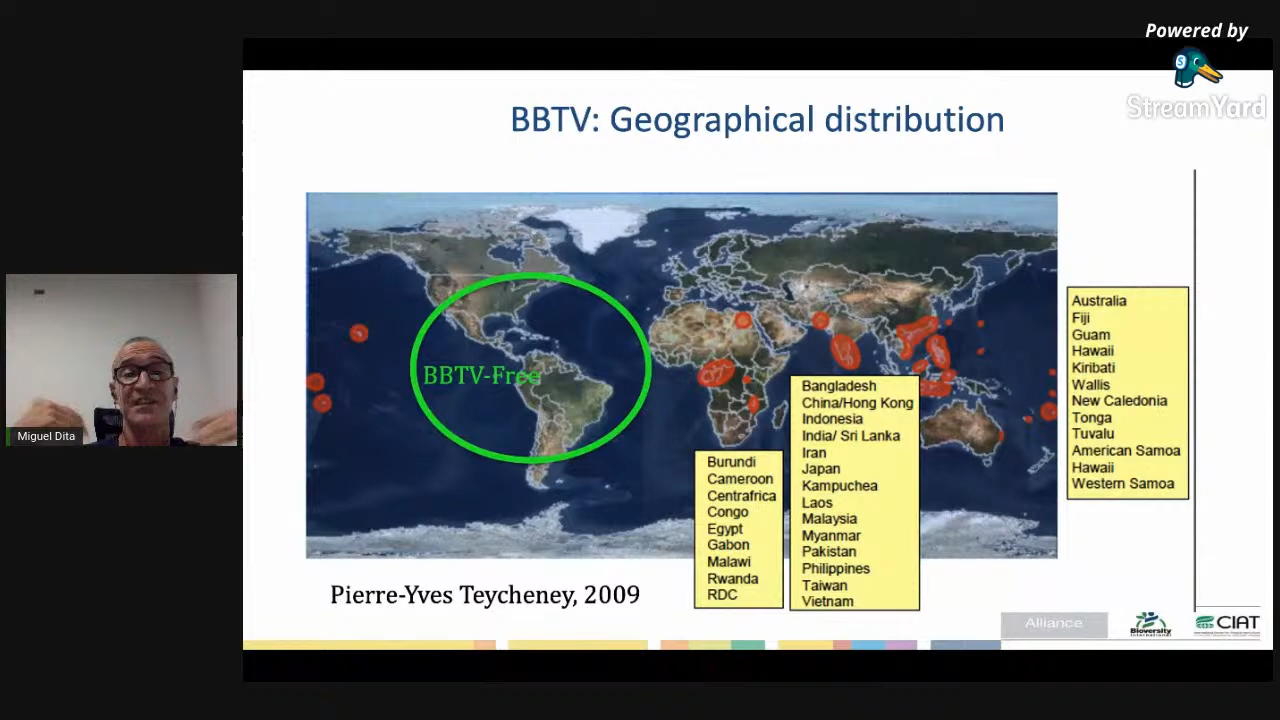 Powered by
StreamYard
BBTV: Geographical distribution
BBTV-Free
Australia
Fiji
Guam
Hawaii
Kiribati
Wallis
New Caledonia
Tonga
Tuvalu
American Samoa
Hawaii
Western Samoa
Bangladesh
China/Hong Kong
Indonesia
India/ Sri Lanka
Iran
Japan
Kampuchea
Laos
Malaysia
Myanmar
Pakistan
Philippines
Taiwan
Vietnam
Burundi
Cameroon
Centrafrica
Congo
Egypt
Gabon
Malawi
Rwanda
RDC
Miguel Dita
Pierre-Yves Teycheney, 2009
Alliance
Bioversity
International
CIAT